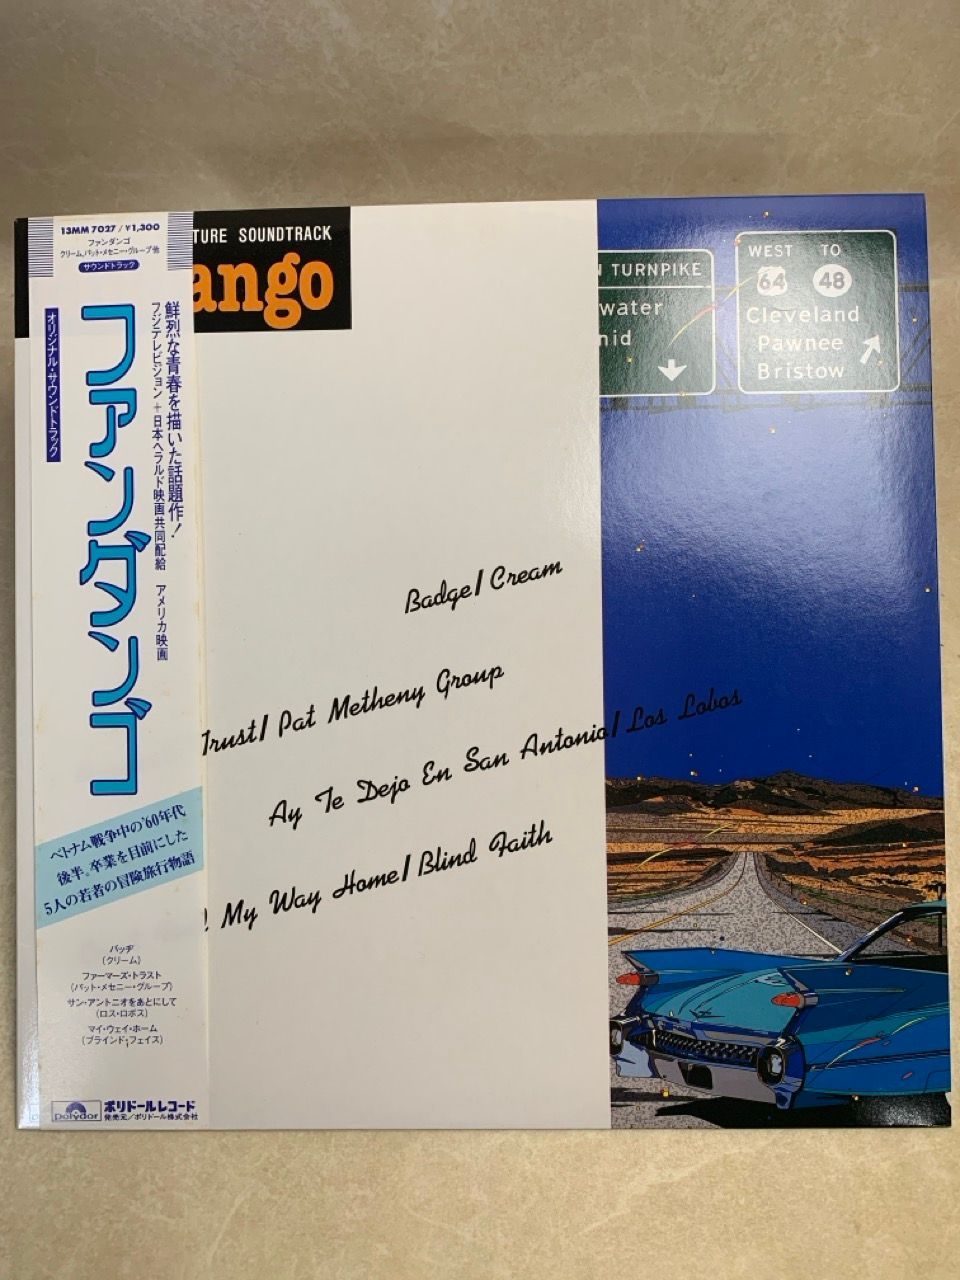 13MM 7027/¥1,300
ファンダンゴ
クリーム、パット・メセニー・グループ他
サウンドトラック
オリジナル・サウンドトラック
ファンダンゴ
鮮烈な青春を描いた話題作!
フジテレビジョン+日本ヘラルド映画共同配給 アメリカ映画
ベトナム戦争中の'60年代
後半。卒業を目前にした
5人の若者の冒険旅行物語
バッヂ
(クリーム)
ファーマーズ・トラスト
(パット・メセニー・グループ)
サン・アントニオをあとにして
(ロス・ロボス)
マイ・ウェイ・ホーム
(ブラインド・フェイス)
polydor
ポリドールレコード
発売元/ポリドール株式会社
TURE SOUNDTRACK
ango
Badge/Cream
Trust/Pat Metheny Group
Ay Te Dejo En San Antonio/Los Lobos
My Way Home/Blind Faith
N TURNPIKE
water
nid
WEST TO
64 48
Cleveland
Pawnee
Bristow